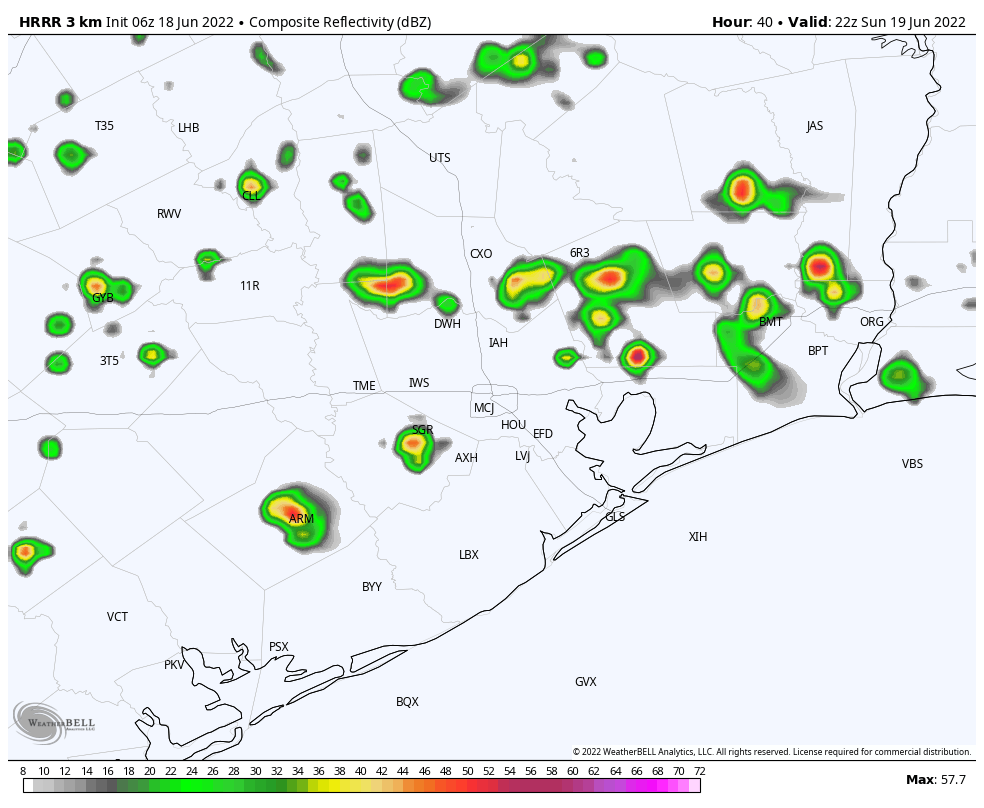 HRRR 3 km Init 06z 18 Jun 2022 • Composite Reflectivity (dBZ)
Hour: 40 • Valid: 22z Sun 19 Jun 2022
T35
LHB
JAS
UTS
CLL
RWV
CXO
6R3
11R
GYB
DWH
BMT
ORG
IAH
BPT
3T5
TME
IWS
MCJ
HOU
SGR
EFD
AXH
LVJ
VBS
ARM
GLS
XIH
LBX
BYY
VCT
PSX
PKV
GVX
BQX
WEATHERBELL
ANALYTICS LLC
© 2022 WeatherBELL Analytics, LLC. All rights reserved. License required for commercial distribution.
8 10 12 14 16 18 20 22 24 26 28 30 32 34 36 38 40 42 44 46 48 50 52 54 56 58 60 62 64 66 68 70 72
Max: 57.7